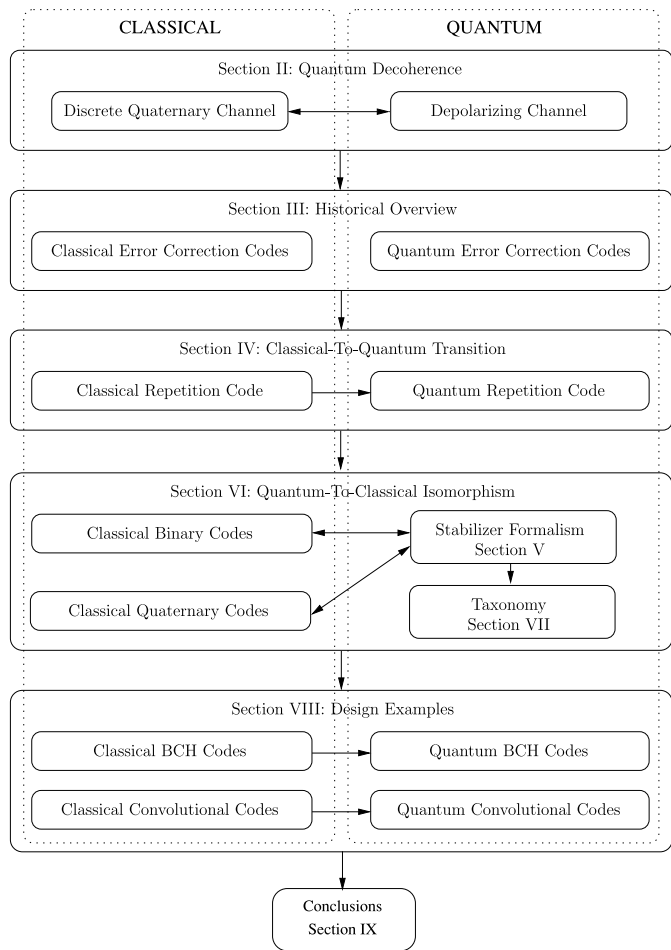 CLASSICAL
QUANTUM
Section II: Quantum Decoherence
Discrete Quaternary Channel
Depolarizing Channel
Section III: Historical Overview
Classical Error Correction Codes
Quantum Error Correction Codes
Section IV: Classical-To-Quantum Transition
Classical Repetition Code
Quantum Repetition Code
Section VI: Quantum-To-Classical Isomorphism
Classical Binary Codes
Stabilizer Formalism
Section V
Classical Quaternary Codes
Taxonomy
Section VII
Section VIII: Design Examples
Classical BCH Codes
Quantum BCH Codes
Classical Convolutional Codes
Quantum Convolutional Codes
Conclusions
Section IX